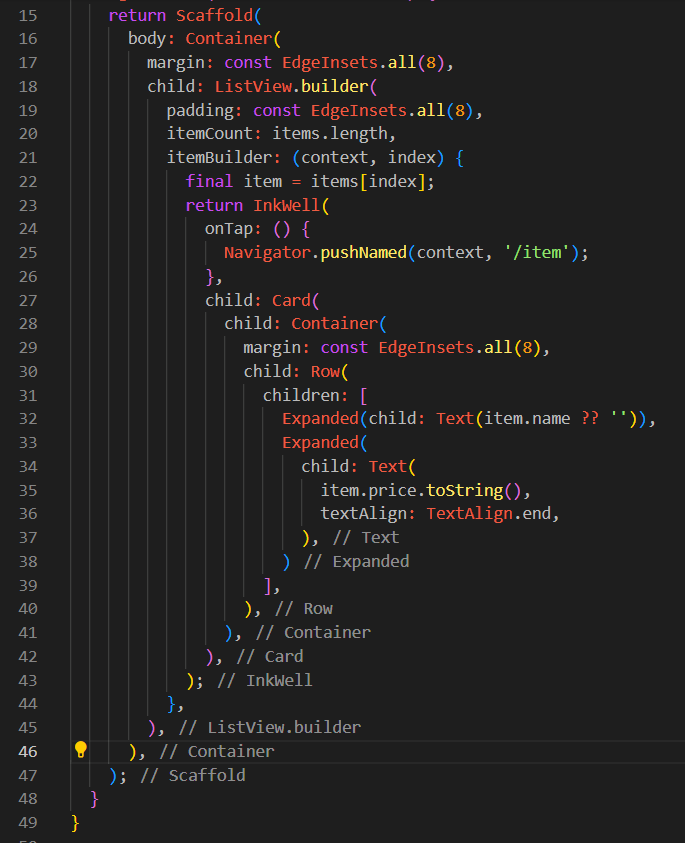 15 return Scaffold(
16 body: Container(
17 margin: const EdgeInsets.all(8),
18 child: ListView.builder(
19 padding: const EdgeInsets.all(8),
20 itemCount: items.length,
21 itemBuilder: (context, index) {
22 final item = items[index];
23 return InkWell(
24 onTap: () {
25 Navigator.pushNamed(context, '/item');
26 },
27 child: Card(
28 child: Container(
29 margin: const EdgeInsets.all(8),
30 child: Row(
31 children: [
32 Expanded(child: Text(item.name ?? '')),
33 Expanded(
34 child: Text(
35 item.price.toString(),
36 textAlign: TextAlign.end,
37 ), // Text
38 ) // Expanded
39 ],
40 ), // Row
41 ), // Container
42 ), // Card
43 ); // InkWell
44 },
45 ), // ListView.builder
46 ), // Container
47 ); // Scaffold
48 }
49 }